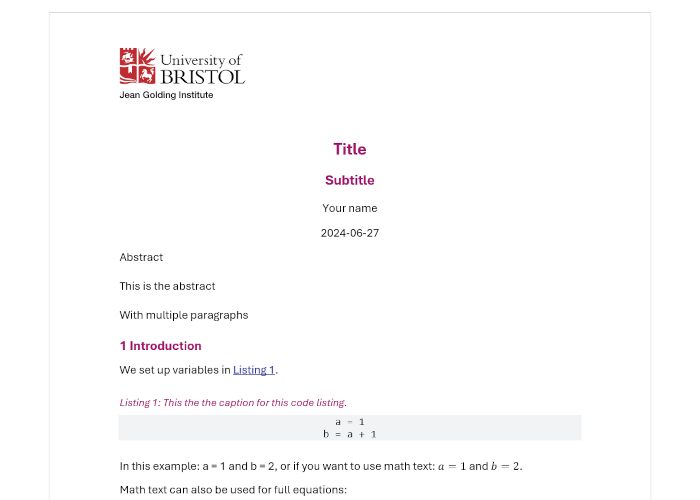 University of
BRISTOL
Jean Golding Institute
Title
Subtitle
Your name
2024-06-27
Abstract
This is the abstract
With multiple paragraphs
1 Introduction
We set up variables in Listing 1.
Listing 1: This the the caption for this code listing.
a = 1
b = a + 1
In this example: a = 1 and b = 2, or if you want to use math text: a = 1 and b = 2.
Math text can also be used for full equations: